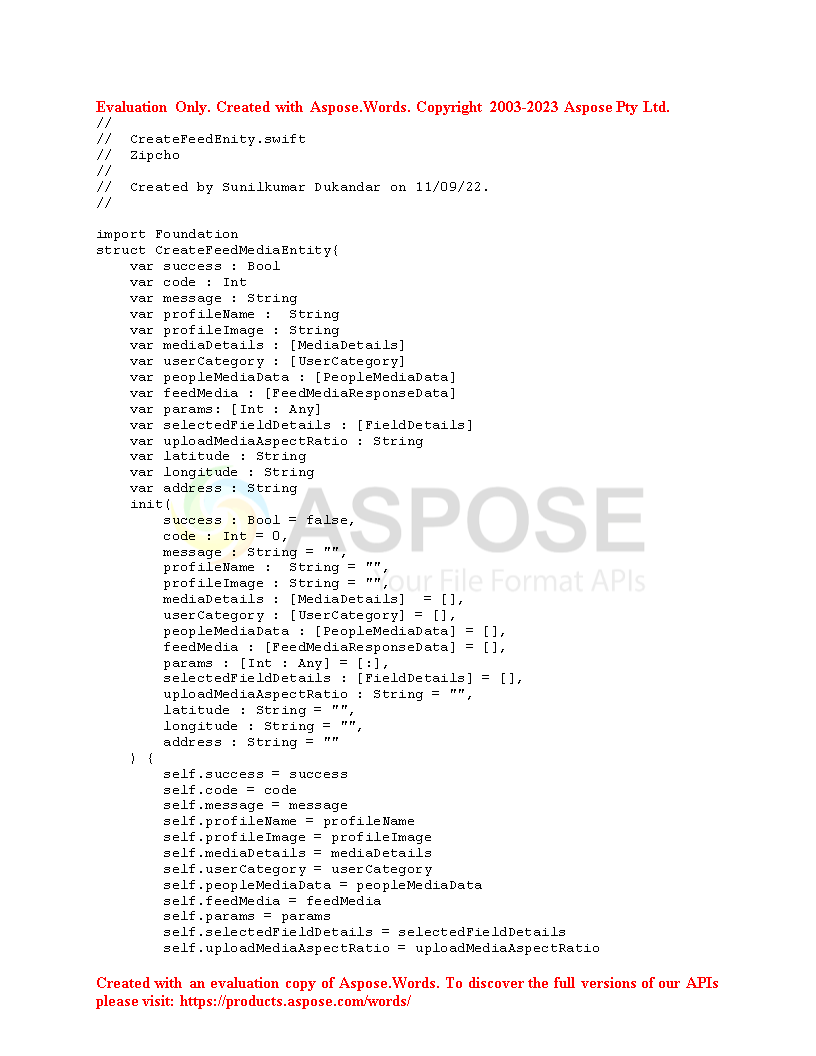 Evaluation Only. Created with Aspose.Words. Copyright 2003-2023 Aspose Pty Ltd.
//
//  CreateFeedEnity.swift
//  Zipcho
//
//  Created by Sunilkumar Dukandar on 11/09/22.
//
import Foundation
struct CreateFeedMediaEntity{
    var success : Bool
    var code : Int
    var message : String
    var profileName :  String
    var profileImage : String
    var mediaDetails : [MediaDetails]
    var userCategory : [UserCategory]
    var peopleMediaData : [PeopleMediaData]
    var feedMedia : [FeedMediaResponseData]
    var params: [Int : Any]
    var selectedFieldDetails : [FieldDetails]
    var uploadMediaAspectRatio : String
    var latitude : String
    var longitude : String
    var address : String
    init(
        success : Bool = false,
        code : Int = 0,
        message : String = "",
        profileName :  String = "",
        profileImage : String = "",
        mediaDetails : [MediaDetails]  = [],
        userCategory : [UserCategory] = [],
        peopleMediaData : [PeopleMediaData] = [],
        feedMedia : [FeedMediaResponseData] = [],
        params : [Int : Any] = [:],
        selectedFieldDetails : [FieldDetails] = [],
        uploadMediaAspectRatio : String = "",
        latitude : String = "",
        longitude : String = "",
        address : String = ""
    ) {
        self.success = success
        self.code = code
        self.message = message
        self.profileName = profileName
        self.profileImage = profileImage
        self.mediaDetails = mediaDetails
        self.userCategory = userCategory
        self.peopleMediaData = peopleMediaData
        self.feedMedia = feedMedia
        self.params = params
        self.selectedFieldDetails = selectedFieldDetails
        self.uploadMediaAspectRatio = uploadMediaAspectRatio
ASPOSE
Your File Format APIs
Created with an evaluation copy of Aspose.Words. To discover the full versions of our APIs
please visit: https://products.aspose.com/words/